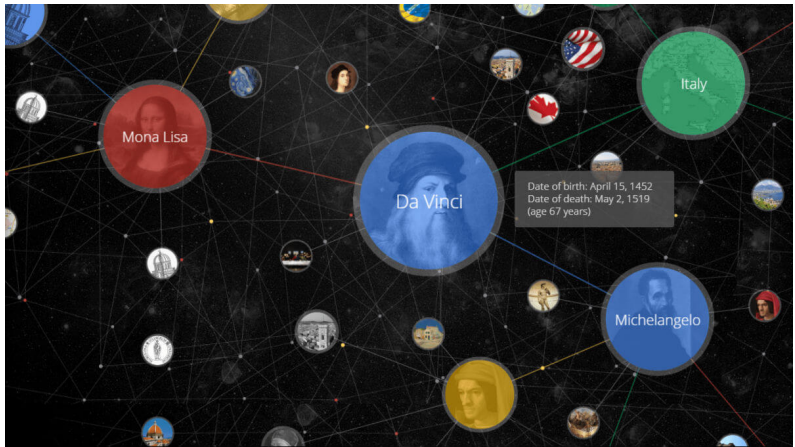 Mona Lisa
Italy
Da Vinci
Date of birth: April 15, 1452
Date of death: May 2, 1519
(age 67 years)
Michelangelo